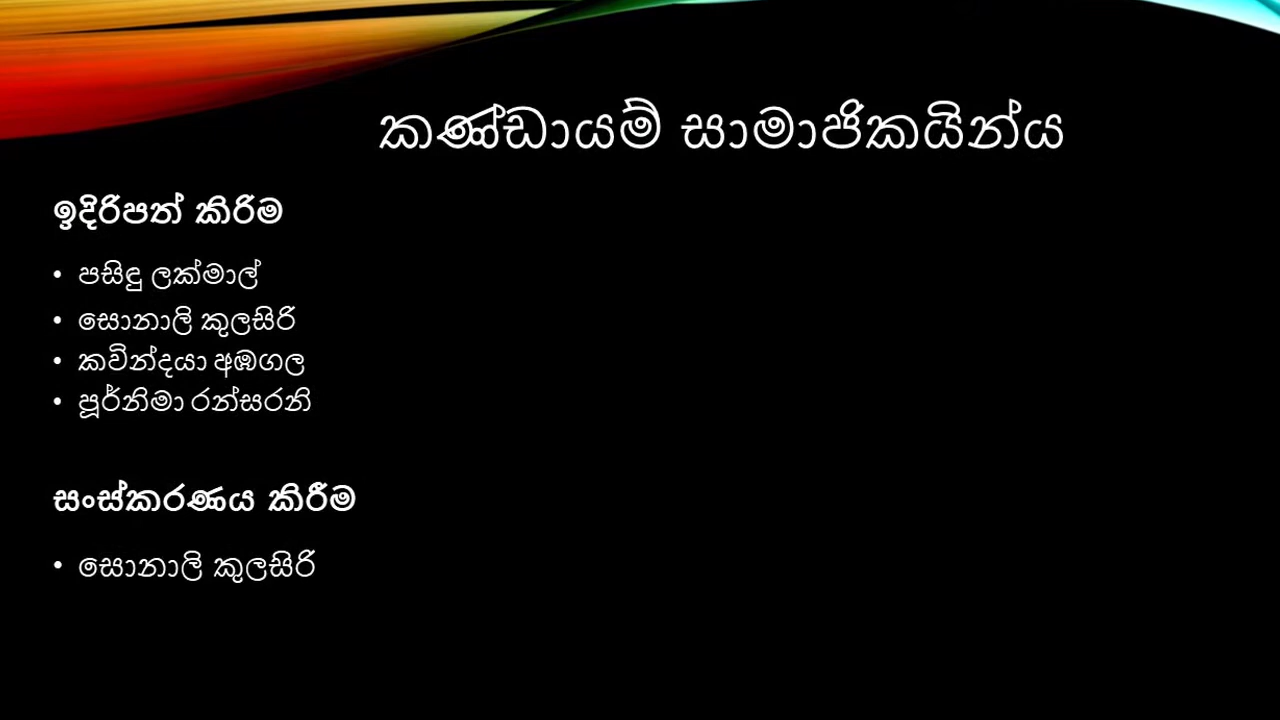 කණ්ඩායම් සාමාජිකයින්ය
ඉදිරිපත් කිරිම
• පසිඳු ලක්මාල්
• සොනාලි කුලසිරි
• කවින්දයා අඹගල
• පූර්නිමා රන්සරනි
සංස්කරණය කිරීම
• සොනාලි කුලසිරි